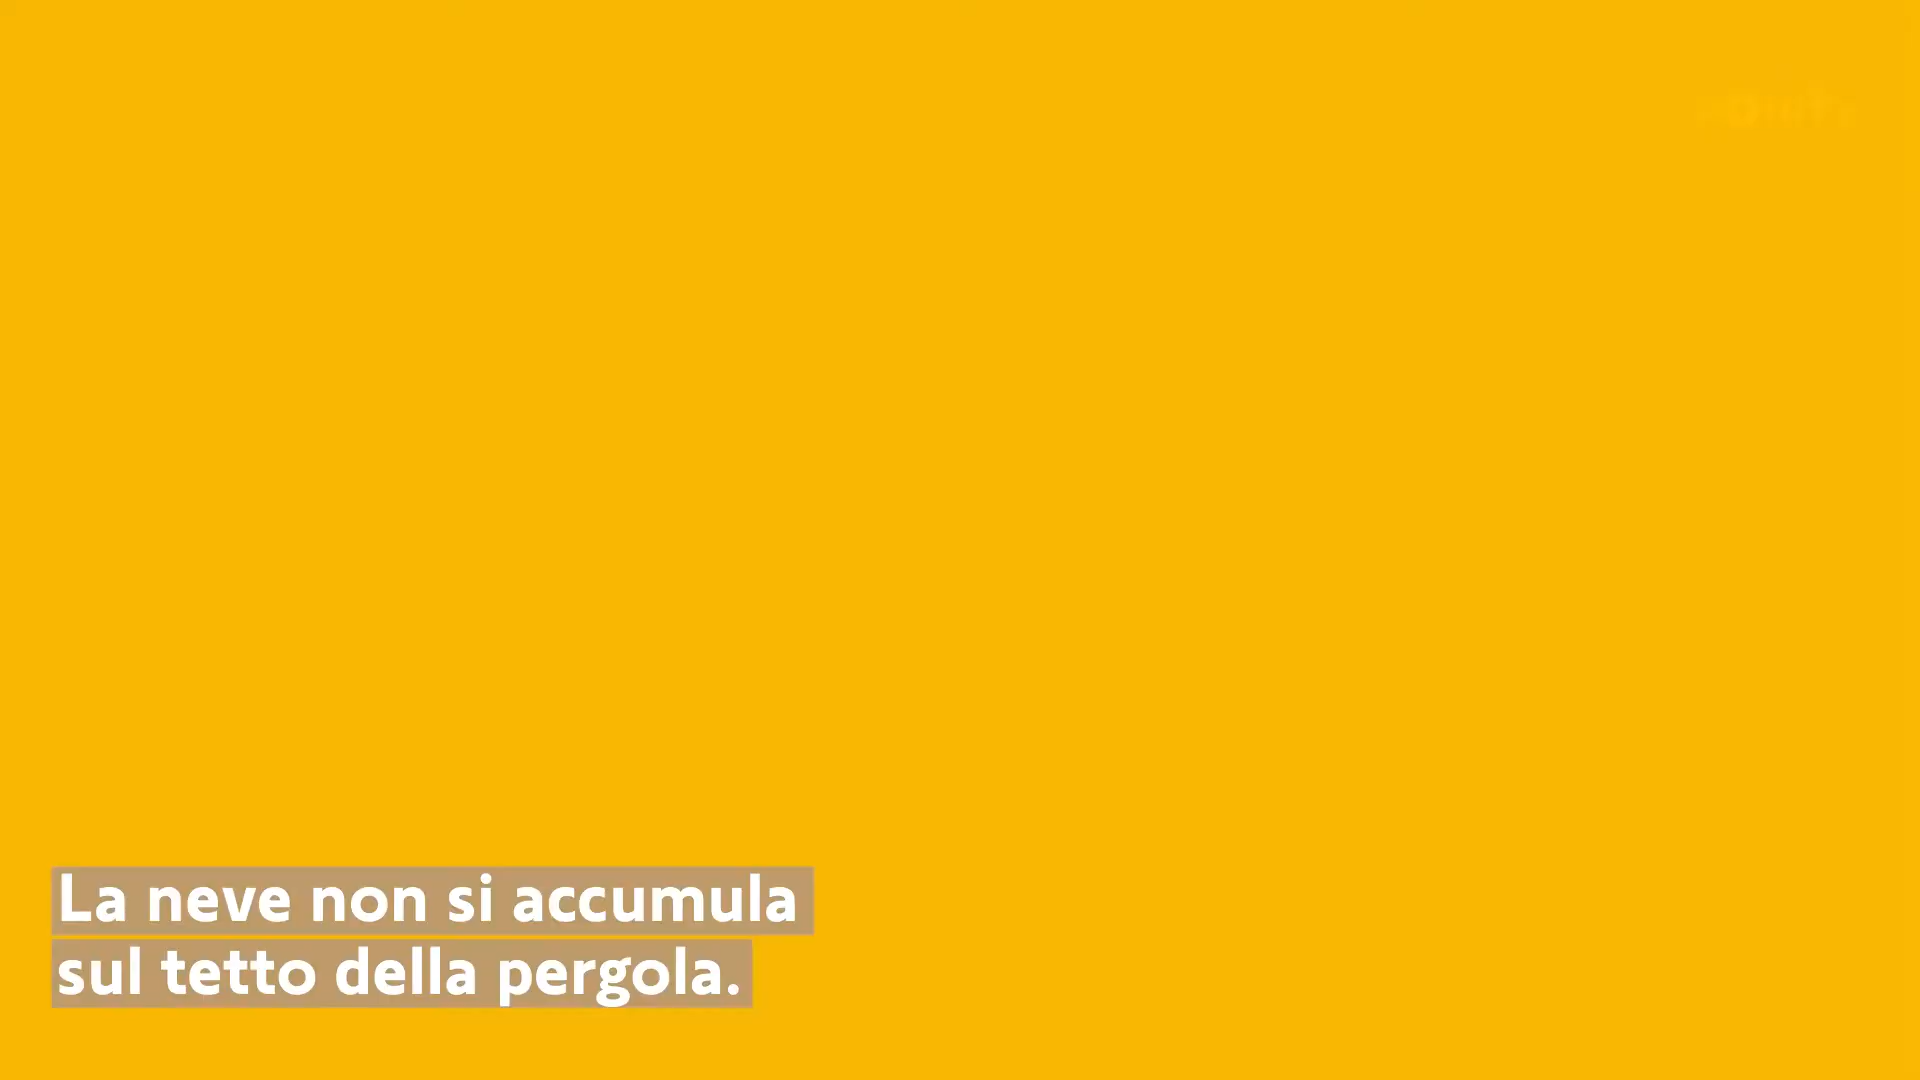 La neve non si accumula
sul tetto della pergola.